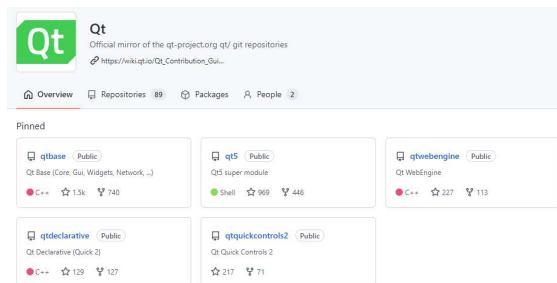 Qt
Qt
Official mirror of the qt-project.org qt/ git repositories
https://wiki.qt.io/Qt_Contribution_Gui...
Overview Repositories 89 Packages People 2
Pinned
qtbase Public
Qt Base (Core, Gui, Widgets, Network, ...)
C++ 1.5k 740
qt5 Public
Qt5 super module
Shell 969 446
qtwebengine Public
Qt WebEngine
C++ 227 113
qtdeclarative Public
Qt Declarative (Quick 2)
C++ 129 127
qtquickcontrols2 Public
Qt Quick Controls 2
217 71